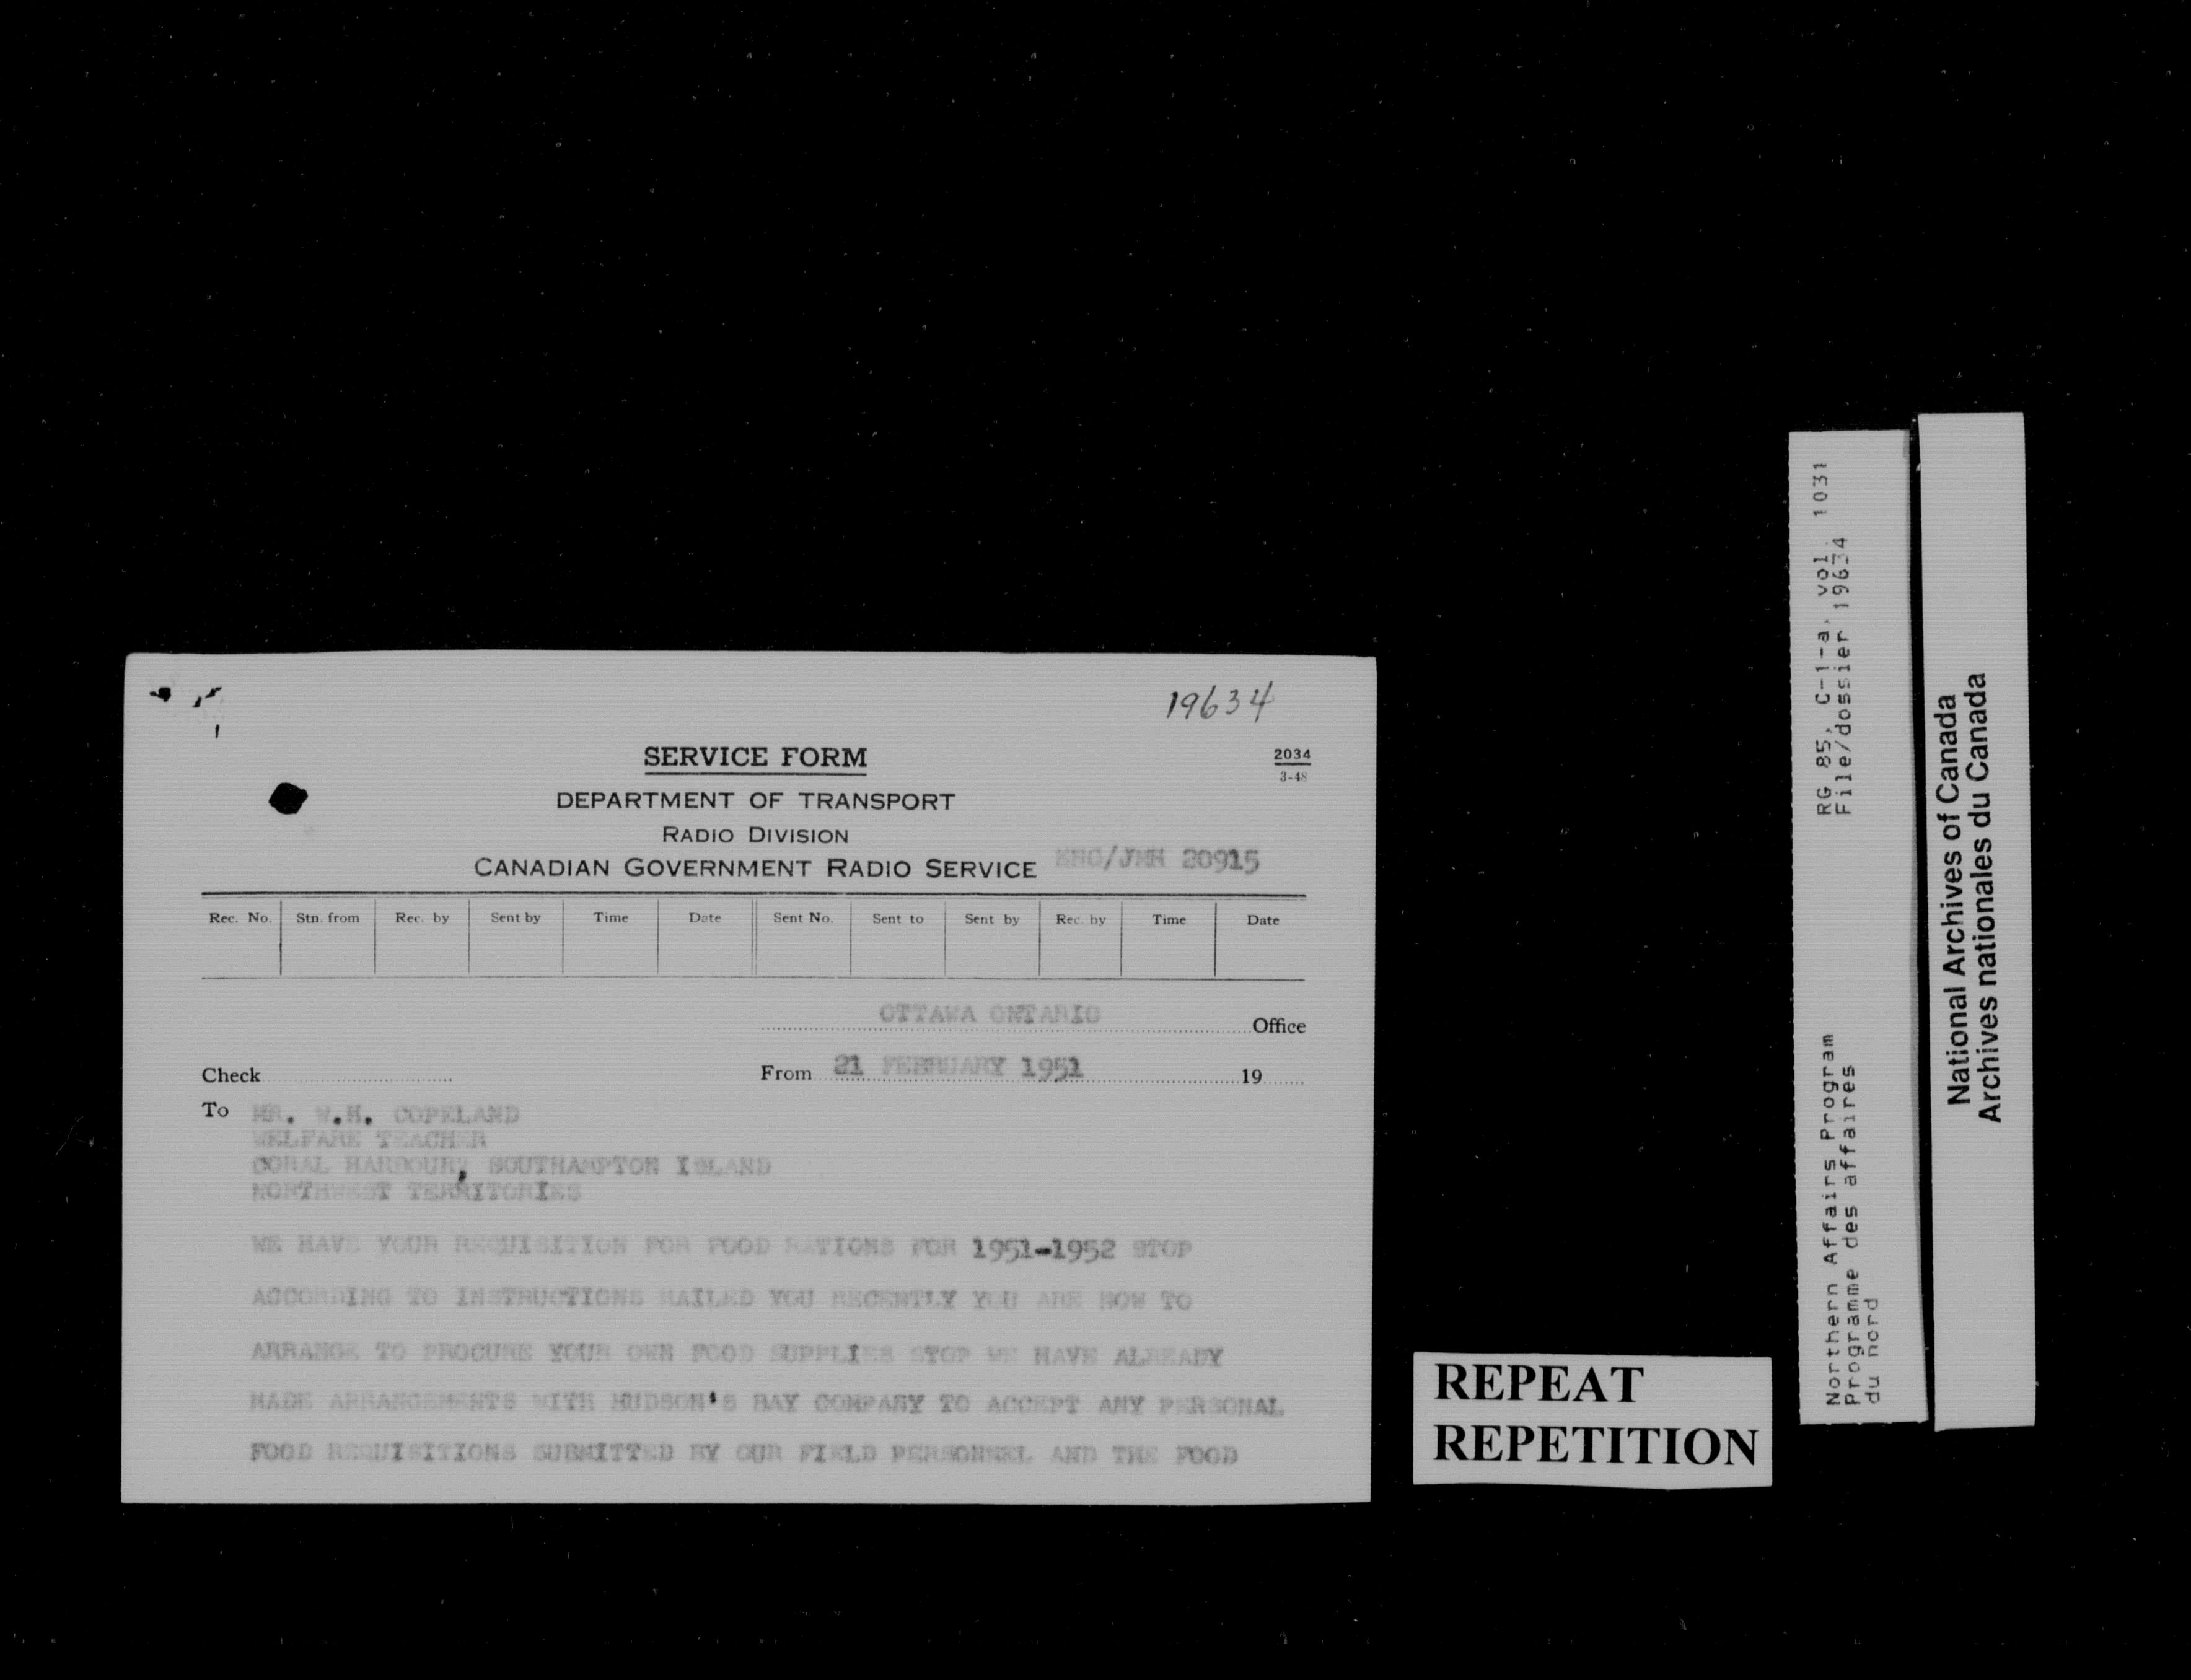 19634
SERVICE FORM
2034
3-48
DEPARTMENT OF TRANSPORT
RADIO DIVISION
CANADIAN GOVERNMENT RADIO SERVICE 20915
Rec. No. Stn. from Rec. by Sent by Time Date Sent No. Sent to Sent by Rec. by Time Date
OTTAWA ONTARIO Office
Check From 21 FEBRUARY 1951 19
To MR. W.H. COPELAND
WELFARE TEACHER
CORAL HARBOUR, SOUTHAMPTON ISLAND
NORTHWEST TERRITORIES
WE HAVE YOUR REQUISITION FOR FOOD RATIONS FOR 1951-1952 STOP
ACCORDING TO INSTRUCTIONS MAILED YOU RECENTLY YOU ARE NOW TO
ARRANGE TO PROCURE YOUR OWN FOOD SUPPLIES STOP WE HAVE ALREADY
MADE ARRANGEMENTS WITH HUDSON'S BAY COMPANY TO ACCEPT ANY PERSONAL
FOOD REQUISITIONS SUBMITTED BY OUR FIELD PERSONNEL AND THE FOOD
REPEAT
REPETITION
RG 85, C-1-a, vol. 1031
File/dossier 19634
Northern Affairs Program
Programme des affaires
du nord
National Archives of Canada
Archives nationales du Canada